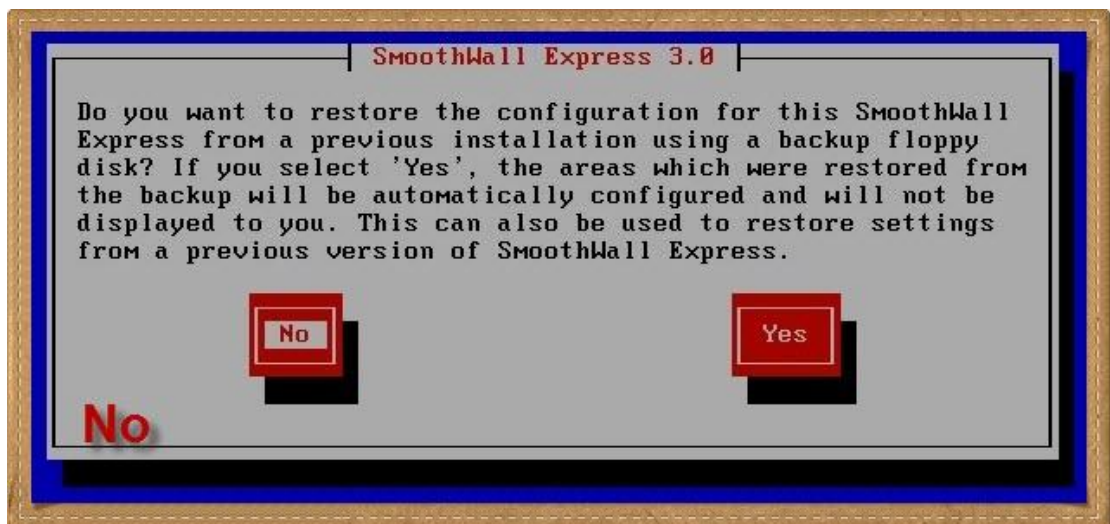 SmoothWall Express 3.0
Do you want to restore the configuration for this SmoothWall
Express from a previous installation using a backup floppy
disk? If you select 'Yes', the areas which were restored from
the backup will be automatically configured and will not be
displayed to you. This can also be used to restore settings
from a previous version of SmoothWall Express.
No Yes
No